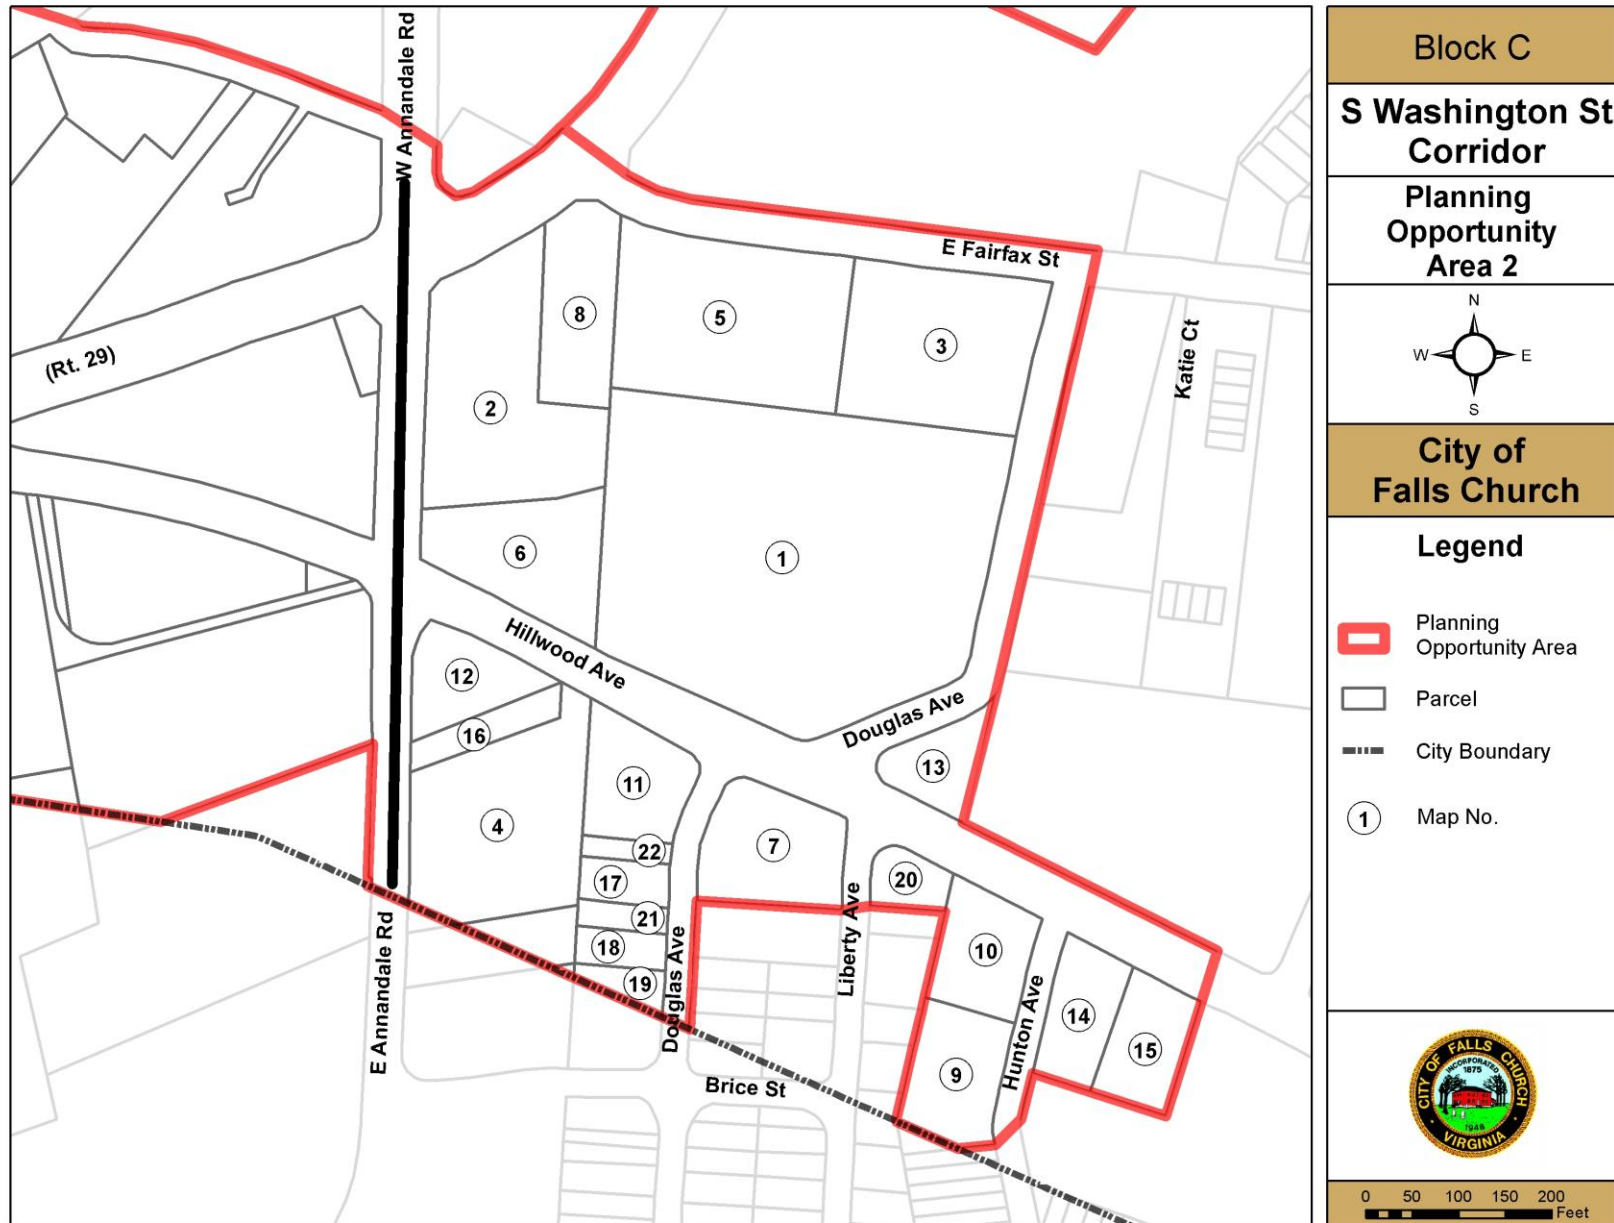 Block C
S Washington St
Corridor
Planning
Opportunity
Area 2
N
W
E
S
City of
Falls Church
Legend
Planning
Opportunity Area
Parcel
City Boundary
1
Map No.
CITY OF FALLS CHURCH
INCORPORATED
1875
1948
VIRGINIA
0 50 100 150 200
Feet
W Annandale Rd
E Fairfax St
(Rt. 29)
Katie Ct
Hillwood Ave
Douglas Ave
Liberty Ave
Douglas Ave
Hunton Ave
E Annandale Rd
Brice St
8
5
3
2
6
1
12
16
13
11
4
22
7
17
20
21
18
10
19
14
15
9